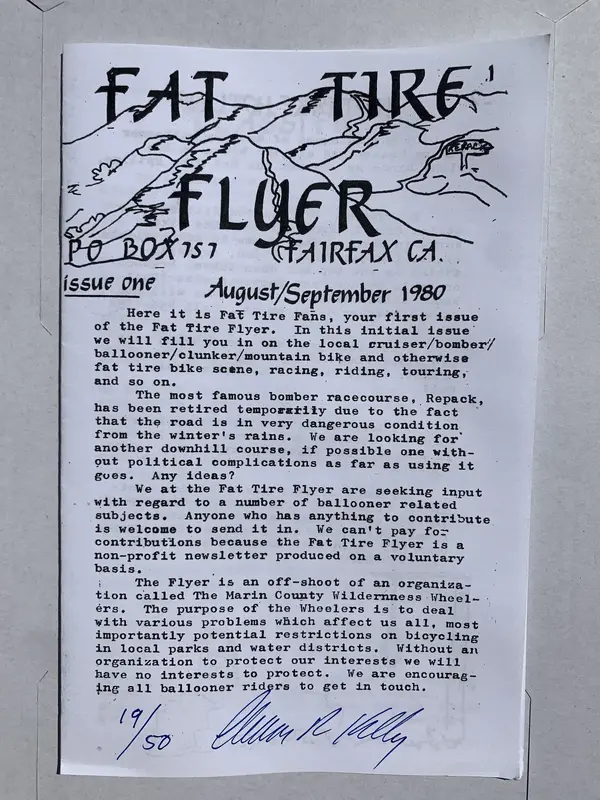 FAT TIRE 1
REPACK
FLYER
PO BOX 757 FAIRFAX CA.
issue one August/September 1980
Here it is Fat Tire Fans, your first issue
of the Fat Tire Flyer. In this initial issue
we will fill you in on the local cruiser/bomber/
ballooner/clunker/mountain bike and otherwise
fat tire bike scene, racing, riding, touring,
and so on.
The most famous bomber racecourse, Repack,
has been retired temporarily due to the fact
that the road is in very dangerous condition
from the winter's rains. We are looking for
another downhill course, if possible one with-
out political complications as far as using it
goes. Any ideas?
We at the Fat Tire Flyer are seeking input
with regard to a number of ballooner related
subjects. Anyone who has anything to contribute
is welcome to send it in. We can't pay for
contributions because the Fat Tire Flyer is a
non-profit newsletter produced on a voluntary
basis.
The Flyer is an off-shoot of an organiza-
tion called The Marin County Wilderness Wheel-
ers. The purpose of the Wheelers is to deal
with various problems which affect us all, most
importantly potential restrictions on bicycling
in local parks and water districts. Without an
organization to protect our interests we will
have no interests to protect. We are encourag-
ing all ballooner riders to get in touch.
19/50 R Kelly